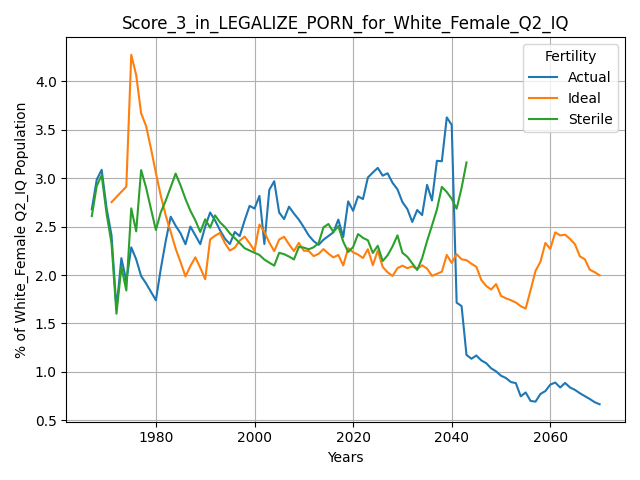 Score_3_in_LEGALIZE_PORN_for_White_Female_Q2_IQ
Fertility
Actual
Ideal
Sterile
% of White_Female Q2_IQ Population
4.0
3.5
3.0
2.5
2.0
1.5
1.0
0.5
1980
2000
2020
2040
2060
Years